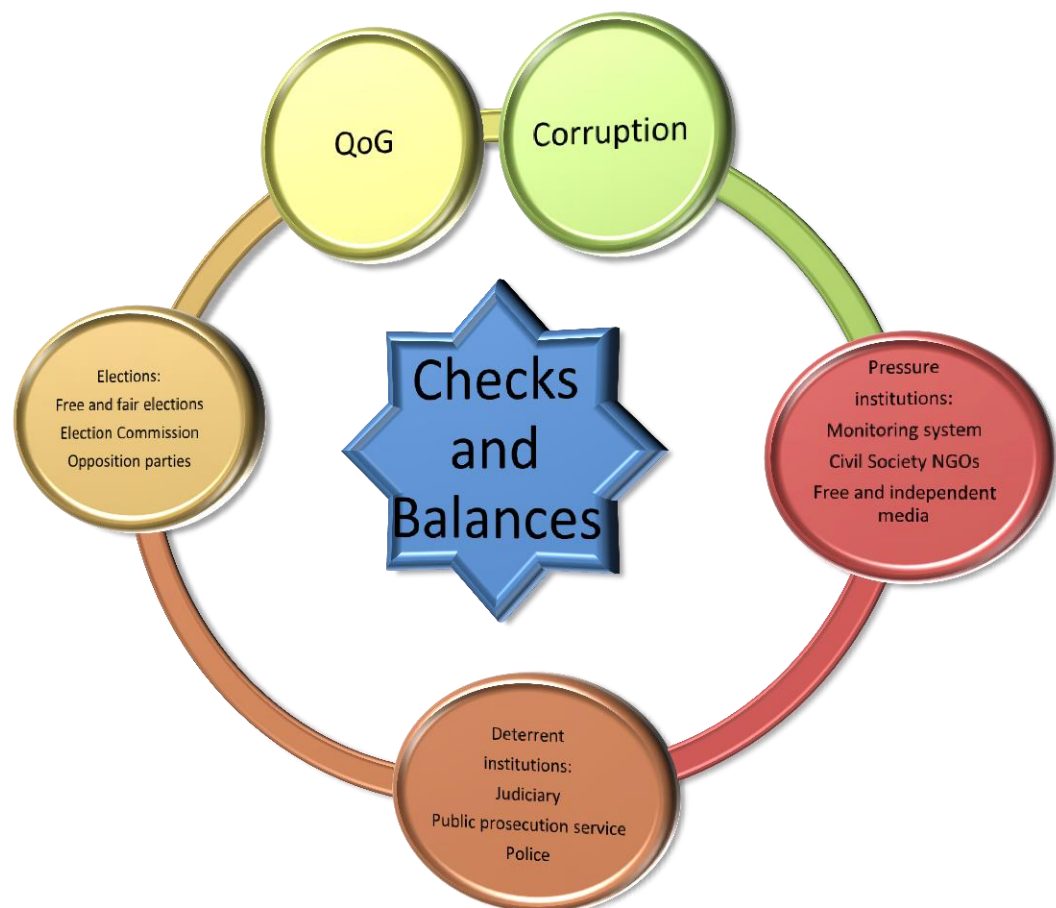 QoG
Corruption
Checks
and
Balances
Elections:
Free and fair elections
Election Commission
Opposition parties
Pressure
institutions:
Monitoring system
Civil Society NGOs
Free and independent
media
Deterrent
institutions:
Judiciary
Public prosecution service
Police